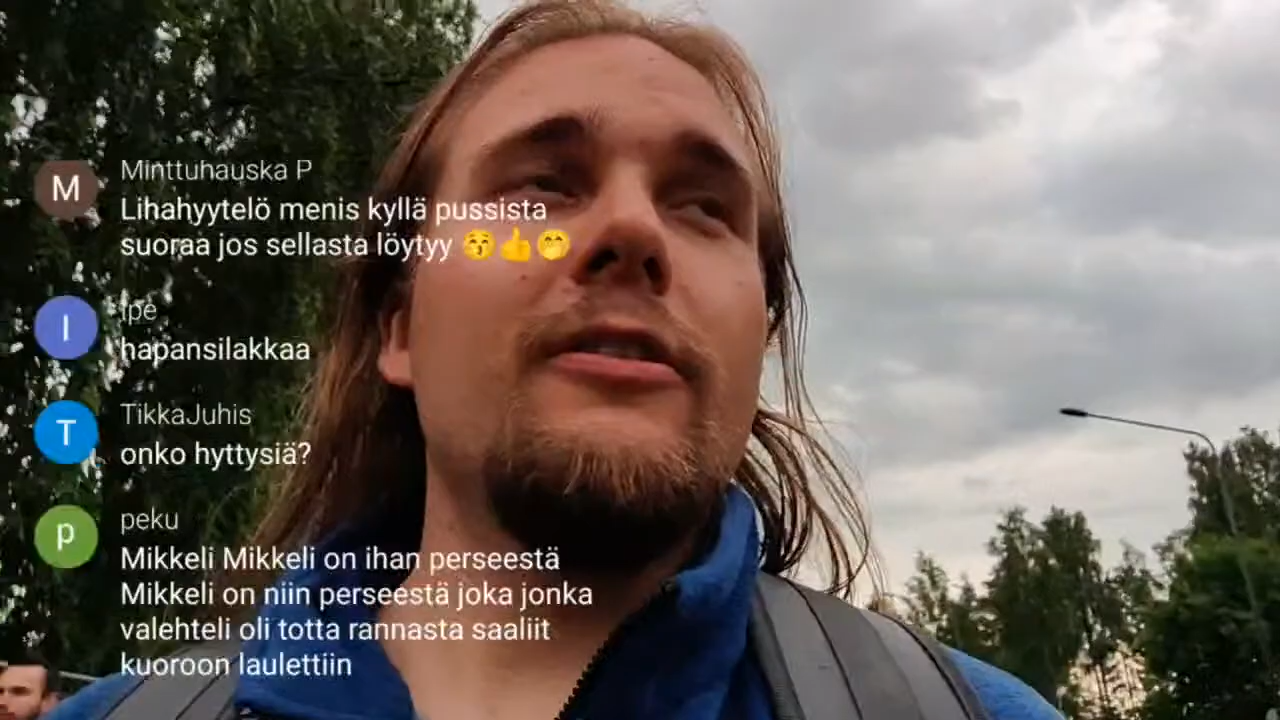 M
Minttuhauska P
Lihahyytelö menis kyllä pussista
suoraa jos sellasta löytyy 😚👍🤭
I
Ipe
hapansilakkaa
T
TikkaJuhis
onko hyttysiä?
p
peku
Mikkeli Mikkeli on ihan perseestä
Mikkeli on niin perseestä joka jonka
valehteli oli totta rannasta saaliit
kuoroon laulettiin